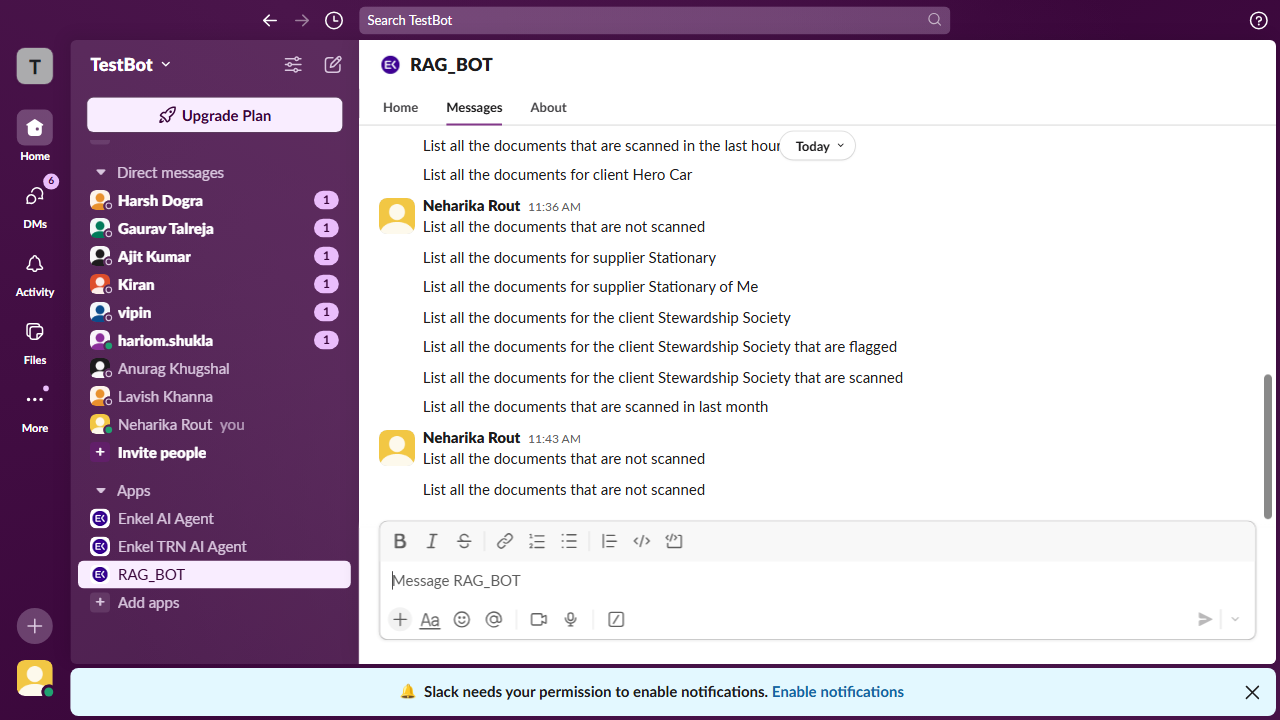 Search TestBot
T
TestBot
RAG_BOT
Upgrade Plan
Home
Messages
About
Home
6
DMs
Activity
Files
More
Direct messages
Harsh Dogra 1
Gaurav Talreja 1
Ajit Kumar 1
Kiran 1
vipin 1
hariom.shukla 1
Anurag Khugshal
Lavish Khanna
Neharika Rout you
Invite people
Apps
EK Enkel AI Agent
EK Enkel TRN AI Agent
EK RAG_BOT
Add apps
EK
Today
List all the documents that are scanned in the last hour
List all the documents for client Hero Car
Neharika Rout 11:36 AM
List all the documents that are not scanned
List all the documents for supplier Stationary
List all the documents for supplier Stationary of Me
List all the documents for the client Stewardship Society
List all the documents for the client Stewardship Society that are flagged
List all the documents for the client Stewardship Society that are scanned
List all the documents that are scanned in last month
Neharika Rout 11:43 AM
List all the documents that are not scanned
List all the documents that are not scanned
B I S
Message RAG_BOT
Aa
Slack needs your permission to enable notifications. Enable notifications